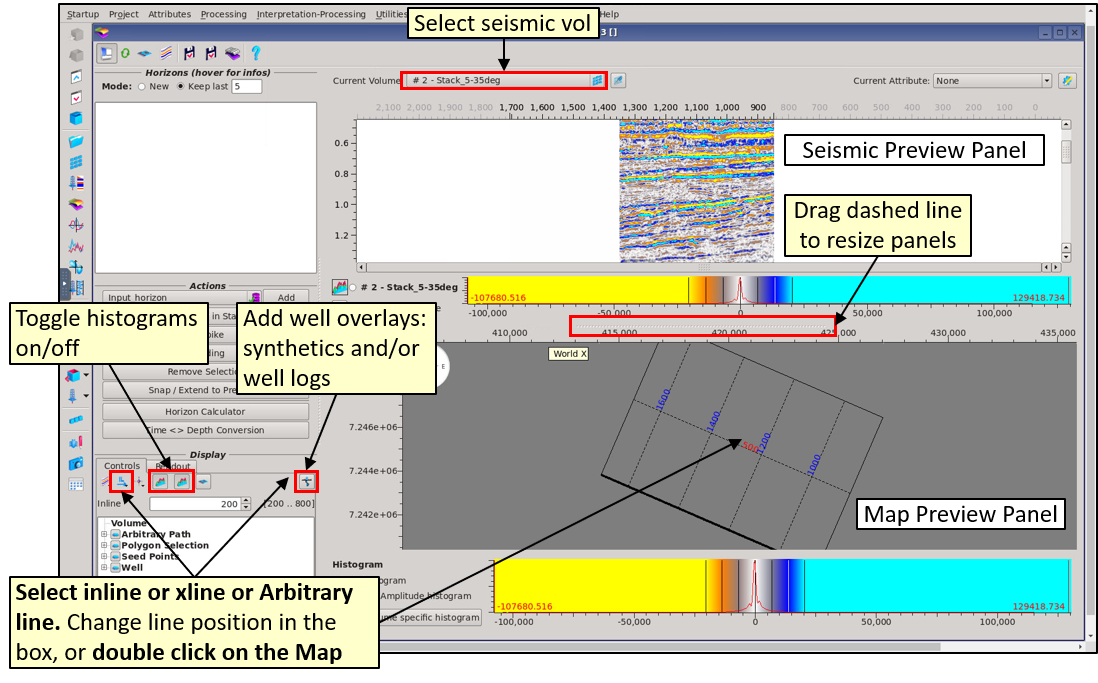 Startup Project Attributes Processing Interpretation-Processing Utilities Help
Select seismic vol
3 []
Horizons (hover for infos)
Mode: New Keep last 5
Current Volume # 2 - Stack_5-35deg
Current Attribute: None
2,100 2,000 1,900 1,800 1,700 1,600 1,500 1,400 1,300 1,200 1,100 1,000 900 800 700 600 500 400 300 200 100 0
0.6
0.8
1.0
1.2
Seismic Preview Panel
Drag dashed line
to resize panels
Actions
Input horizon Add
in Sta
ike
ding
Remove Selectio
Snap / Extend to Pre
Horizon Calculator
Time <> Depth Conversion
# 2 - Stack_5-35deg
-107680.516 129418.734
-100,000 -50,000 0 50,000 100,000
410,000 415,000 420,000 425,000 430,000 435,000
Toggle histograms
on/off
Add well overlays:
synthetics and/or
well logs
World X
E
7.246e+06
7.244e+06
7.242e+06
1600
1400
500
1200
1000
Map Preview Panel
Display
Controls Readout
Inline 200 [200 .. 800]
Volume
Arbitrary Path
Polygon Selection
Seed Points
Well
Select inline or xline or Arbitrary
line. Change line position in the
box, or double click on the Map
Histogram
ogram
Amplitude histogram
me specific histogram
-107680.516 129418.734
-100,000 -50,000 0 50,000 100,000